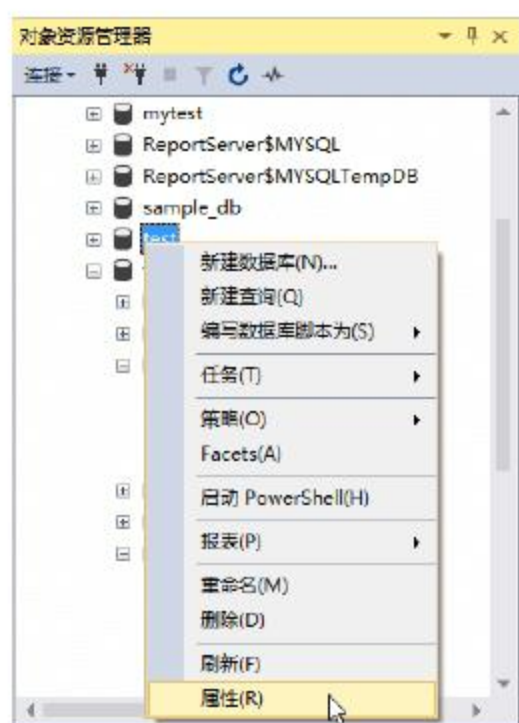 对象资源管理器
连接
mytest
ReportServer$MYSQL
ReportServer$MYSQLTempDB
sample_db
test
新建数据库(N)...
新建查询(Q)
编写数据库脚本为(S)
任务(T)
策略(O)
Facets(A)
启动 PowerShell(H)
报表(P)
重命名(M)
删除(D)
刷新(F)
属性(R)